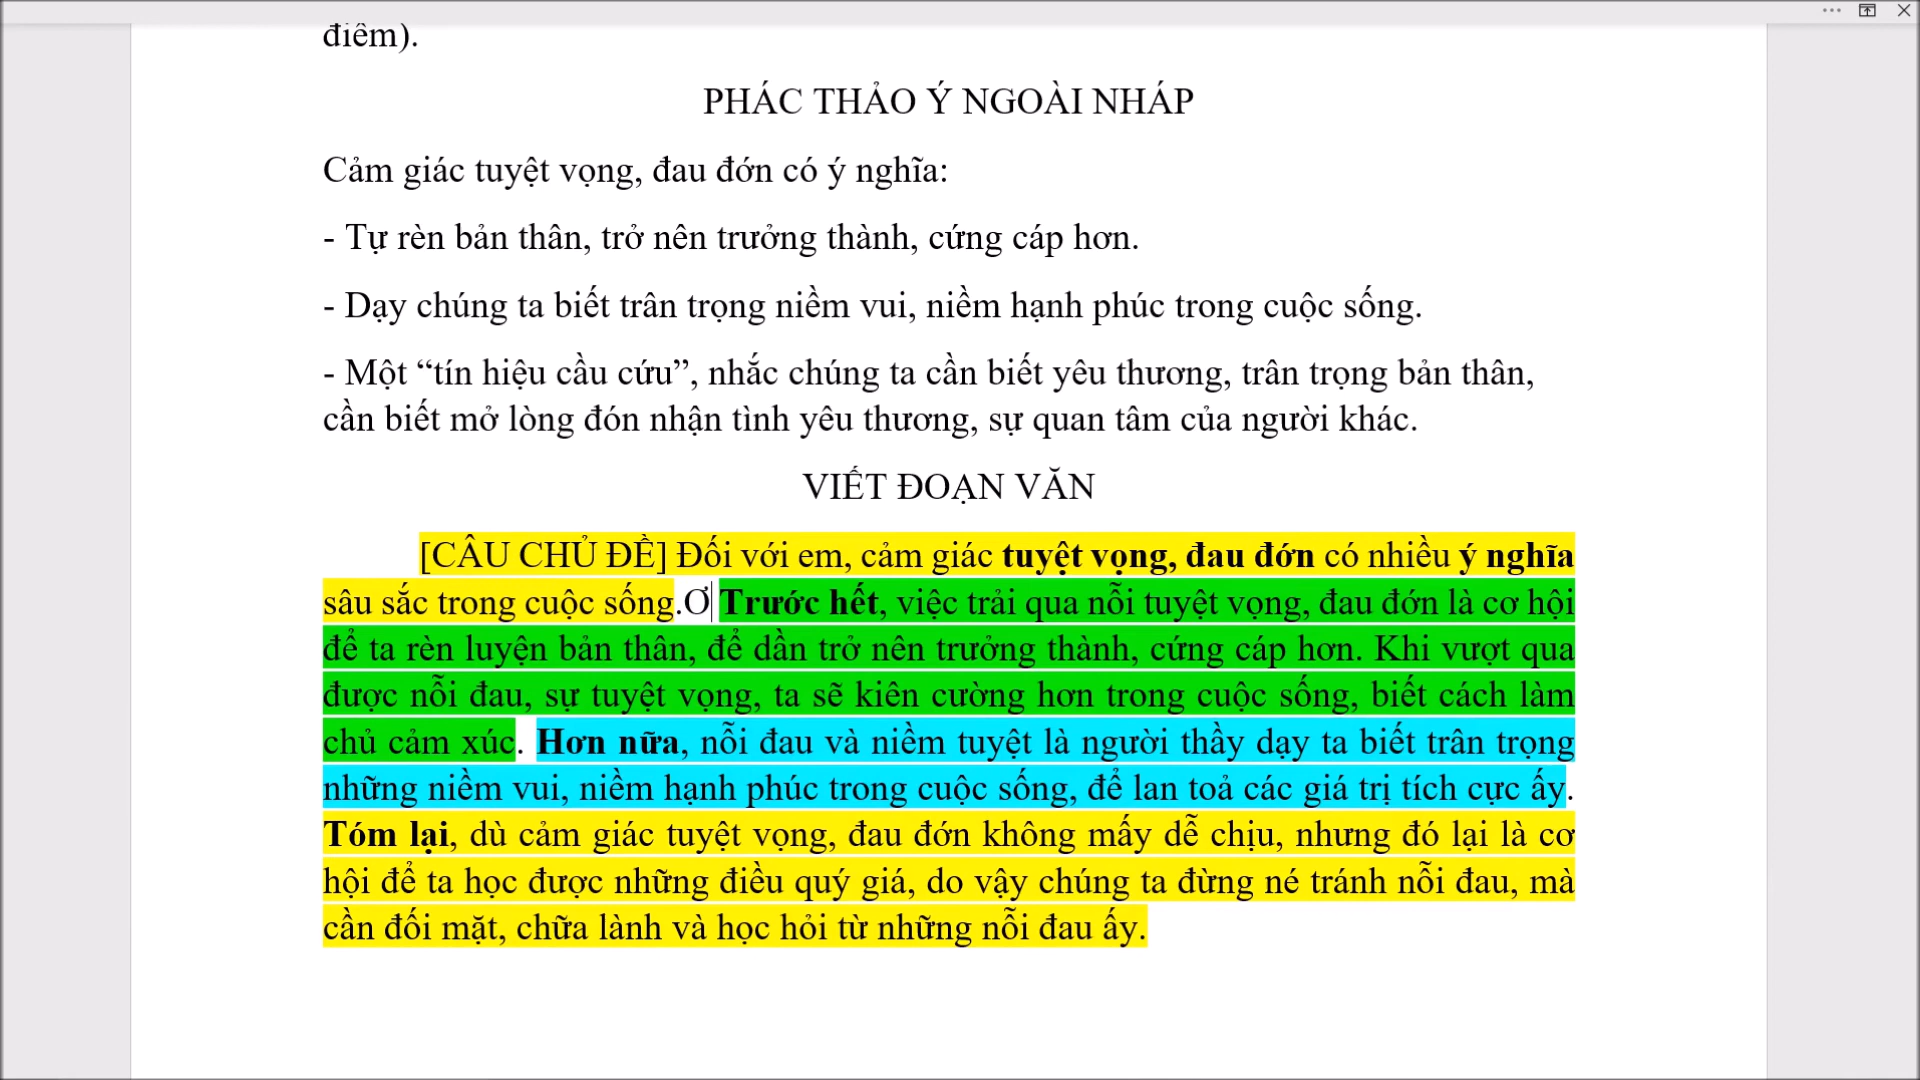 điểm).
PHÁC THẢO Ý NGOÀI NHÁP
Cảm giác tuyệt vọng, đau đớn có ý nghĩa:
- Tự rèn bản thân, trở nên trưởng thành, cứng cáp hơn.
- Dạy chúng ta biết trân trọng niềm vui, niềm hạnh phúc trong cuộc sống.
- Một “tín hiệu cầu cứu”, nhắc chúng ta cần biết yêu thương, trân trọng bản thân,
cần biết mở lòng đón nhận tình yêu thương, sự quan tâm của người khác.
VIẾT ĐOẠN VĂN
[CÂU CHỦ ĐỀ] Đối với em, cảm giác tuyệt vọng, đau đớn có nhiều ý nghĩa
sâu sắc trong cuộc sống.Ơ Trước hết, việc trải qua nỗi tuyệt vọng, đau đớn là cơ hội
để ta rèn luyện bản thân, để dần trở nên trưởng thành, cứng cáp hơn. Khi vượt qua
được nỗi đau, sự tuyệt vọng, ta sẽ kiên cường hơn trong cuộc sống, biết cách làm
chủ cảm xúc. Hơn nữa, nỗi đau và niềm tuyệt là người thầy dạy ta biết trân trọng
những niềm vui, niềm hạnh phúc trong cuộc sống, để lan toả các giá trị tích cực ấy.
Tóm lại, dù cảm giác tuyệt vọng, đau đớn không mấy dễ chịu, nhưng đó lại là cơ
hội để ta học được những điều quý giá, do vậy chúng ta đừng né tránh nỗi đau, mà
cần đối mặt, chữa lành và học hỏi từ những nỗi đau ấy.